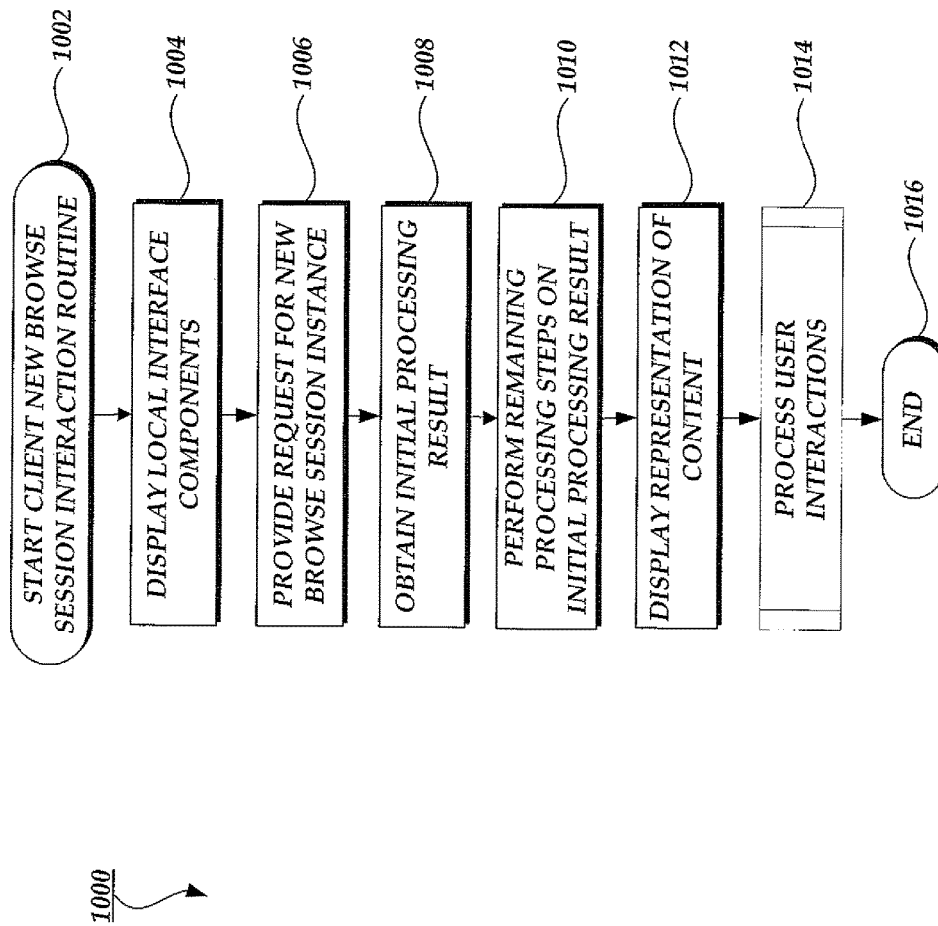 1000
START CLIENT NEW BROWSE
SESSION INTERACTION ROUTINE
1002
DISPLAY LOCAL INTERFACE
COMPONENTS
1004
PROVIDE REQUEST FOR NEW
BROWSE SESSION INSTANCE
1006
OBTAIN INITIAL PROCESSING
RESULT
1008
PERFORM REMAINING
PROCESSING STEPS ON
INITIAL PROCESSING RESULT
1010
DISPLAY REPRESENTATION OF
CONTENT
1012
PROCESS USER
INTERACTIONS
1014
END
1016